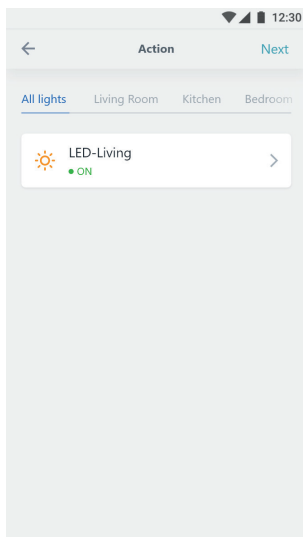 12:30
Action Next
All lights Living Room Kitchen Bedroom
LED-Living
ON